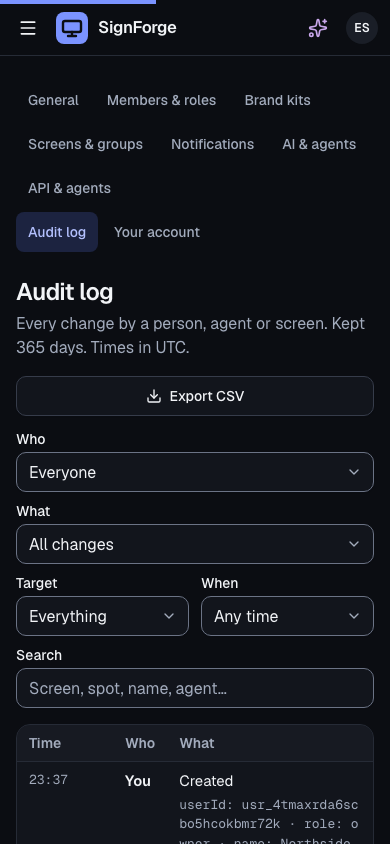 SignForge
ES
General Members & roles Brand kits
Screens & groups Notifications AI & agents
API & agents
Audit log Your account
Audit log
Every change by a person, agent or screen. Kept
365 days. Times in UTC.
Export CSV
Who
Everyone
What
All changes
Target When
Everything Any time
Search
Screen, spot, name, agent…
Time Who What
23:37 You Created
userId: usr_4tmaxrda6sc
bo5hcokbmr72k · role: o
wner · name: Northside